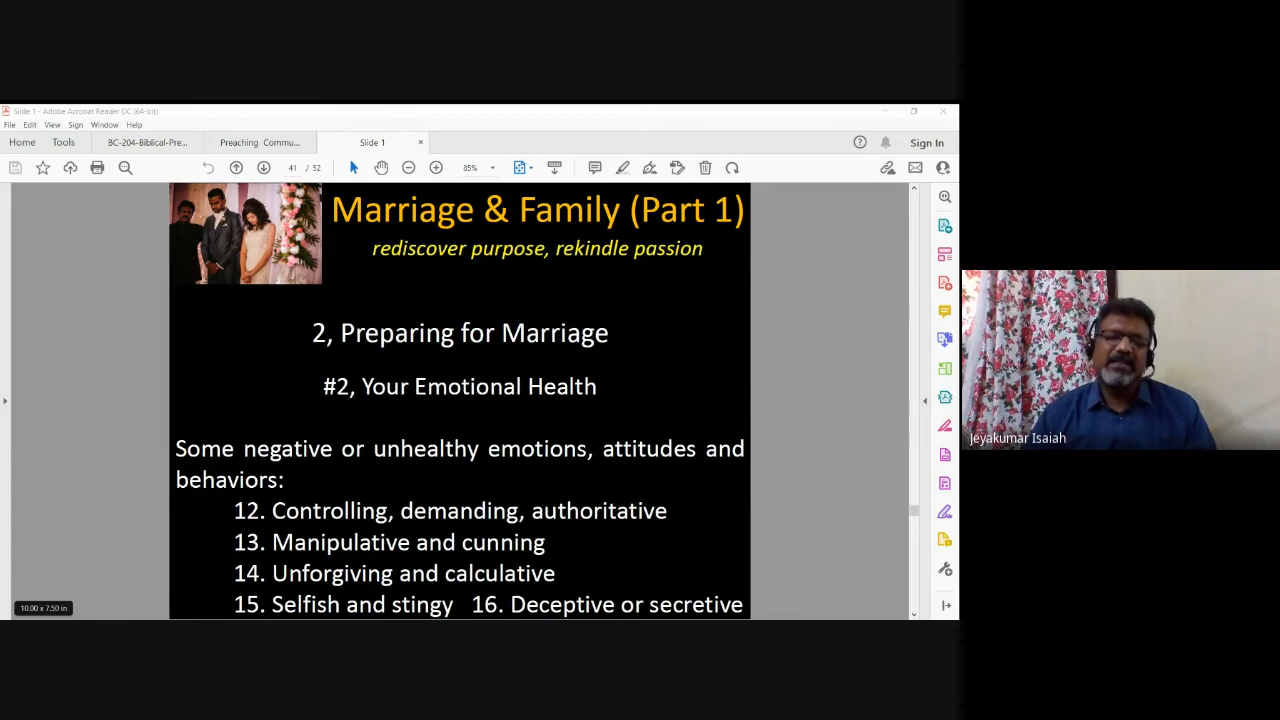 Slide 1 - Adobe Acrobat Reader DC (64-bit)
File Edit View Sign Window Help
Home Tools BC-204-Biblical-Pre... Preaching Commu... Slide 1 × Sign In
41 / 52 85%
Marriage & Family (Part 1)
rediscover purpose, rekindle passion
2, Preparing for Marriage
#2, Your Emotional Health
Some negative or unhealthy emotions, attitudes and
behaviors:
12. Controlling, demanding, authoritative
13. Manipulative and cunning
14. Unforgiving and calculative
15. Selfish and stingy 16. Deceptive or secretive
10.00 x 7.50 in
Jeyakumar Isaiah